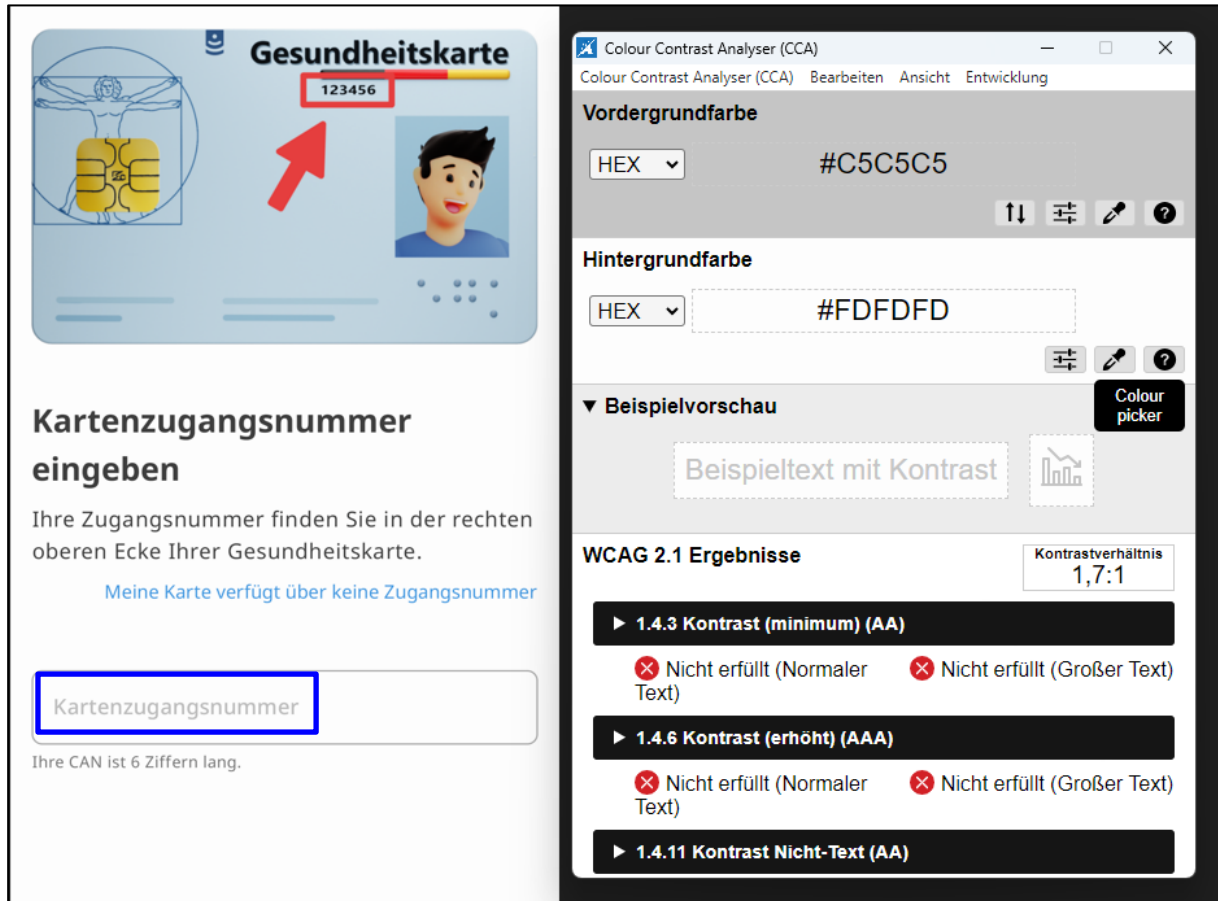 Gesundheitskarte
123456
Kartenzugangsnummer
eingeben
Ihre Zugangsnummer finden Sie in der rechten
oberen Ecke Ihrer Gesundheitskarte.
Meine Karte verfügt über keine Zugangsnummer
Kartenzugangsnummer
Ihre CAN ist 6 Ziffern lang.
Colour Contrast Analyser (CCA)
Colour Contrast Analyser (CCA) Bearbeiten Ansicht Entwicklung
Vordergrundfarbe
HEX #C5C5C5
Hintergrundfarbe
HEX #FDFDFD
Colour
picker
Beispielvorschau
Beispieltext mit Kontrast
WCAG 2.1 Ergebnisse
Kontrastverhältnis
1,7:1
1.4.3 Kontrast (minimum) (AA)
Nicht erfüllt (Normaler
Text)
Nicht erfüllt (Großer Text)
1.4.6 Kontrast (erhöht) (AAA)
Nicht erfüllt (Normaler
Text)
Nicht erfüllt (Großer Text)
1.4.11 Kontrast Nicht-Text (AA)